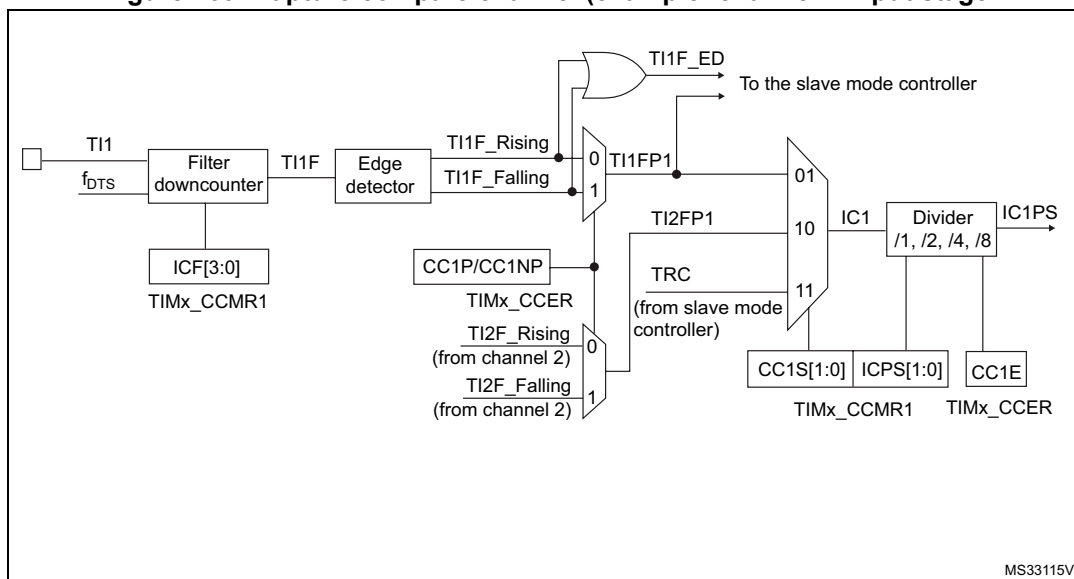 TI1F_ED
To the slave mode controller
TI1
f_DTS
Filter
downcounter
TI1F
Edge
detector
TI1F_Rising
TI1F_Falling
0
1
TI1FP1
01
TI2FP1
10
IC1
Divider
/1, /2, /4, /8
IC1PS
ICF[3:0]
TIMx_CCMR1
CC1P/CC1NP
TIMx_CCER
TRC
11
(from slave mode
controller)
TI2F_Rising
(from channel 2)
0
TI2F_Falling
(from channel 2)
1
CC1S[1:0]
ICPS[1:0]
CC1E
TIMx_CCMR1
TIMx_CCER
MS33115V